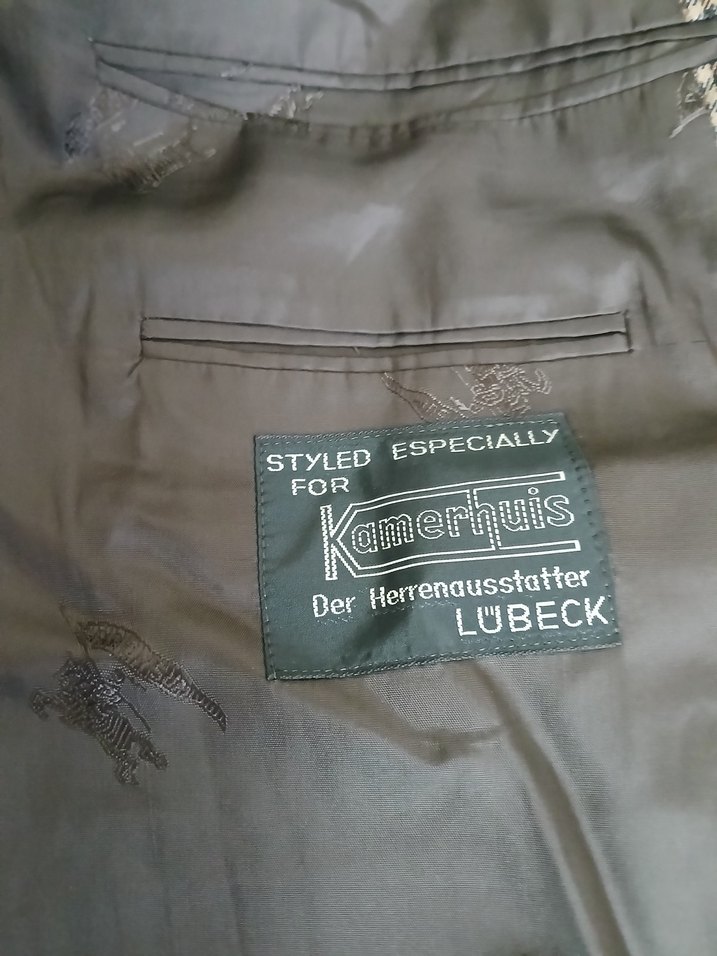 STYLED ESPECIALLY
FOR
Kamerhuis
Der Herrenausstatter
LÜBECK